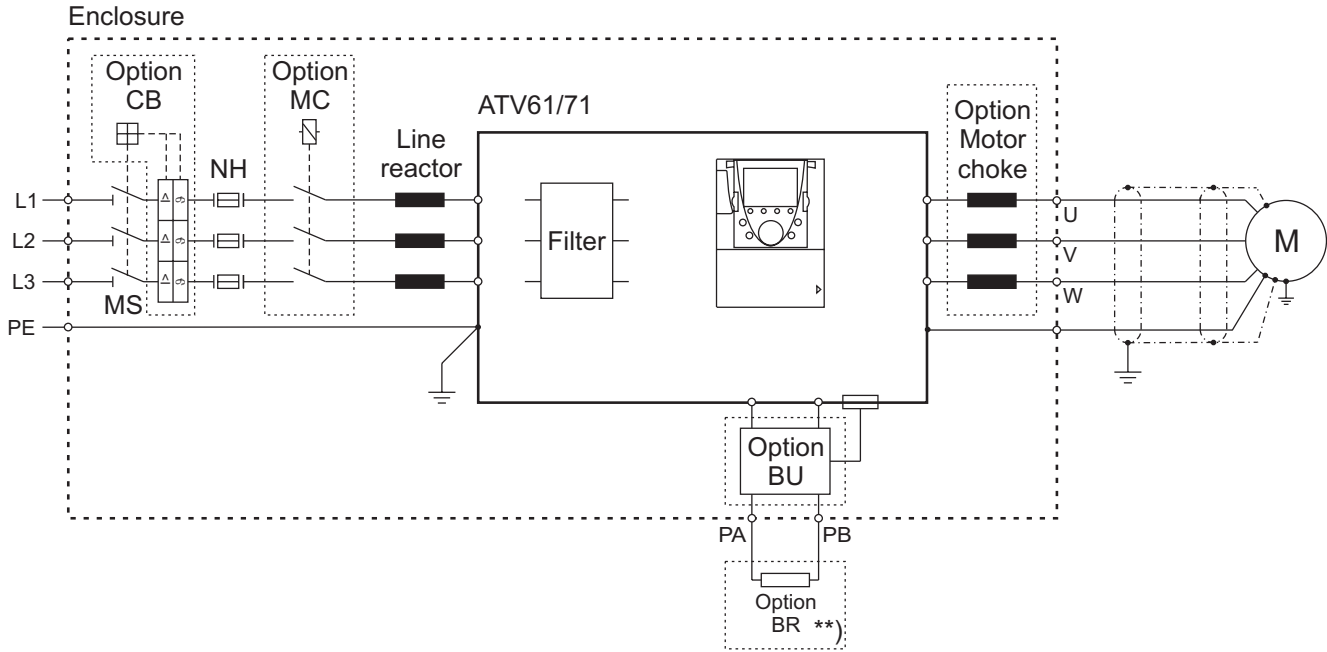 Enclosure
Option
CB
Option
MC
ATV61/71
Option
Motor
choke
Line
reactor
NH
L1
L2
L3
MS
PE
Filter
U
V
W
M
Option
BU
PA
PB
Option
BR **)